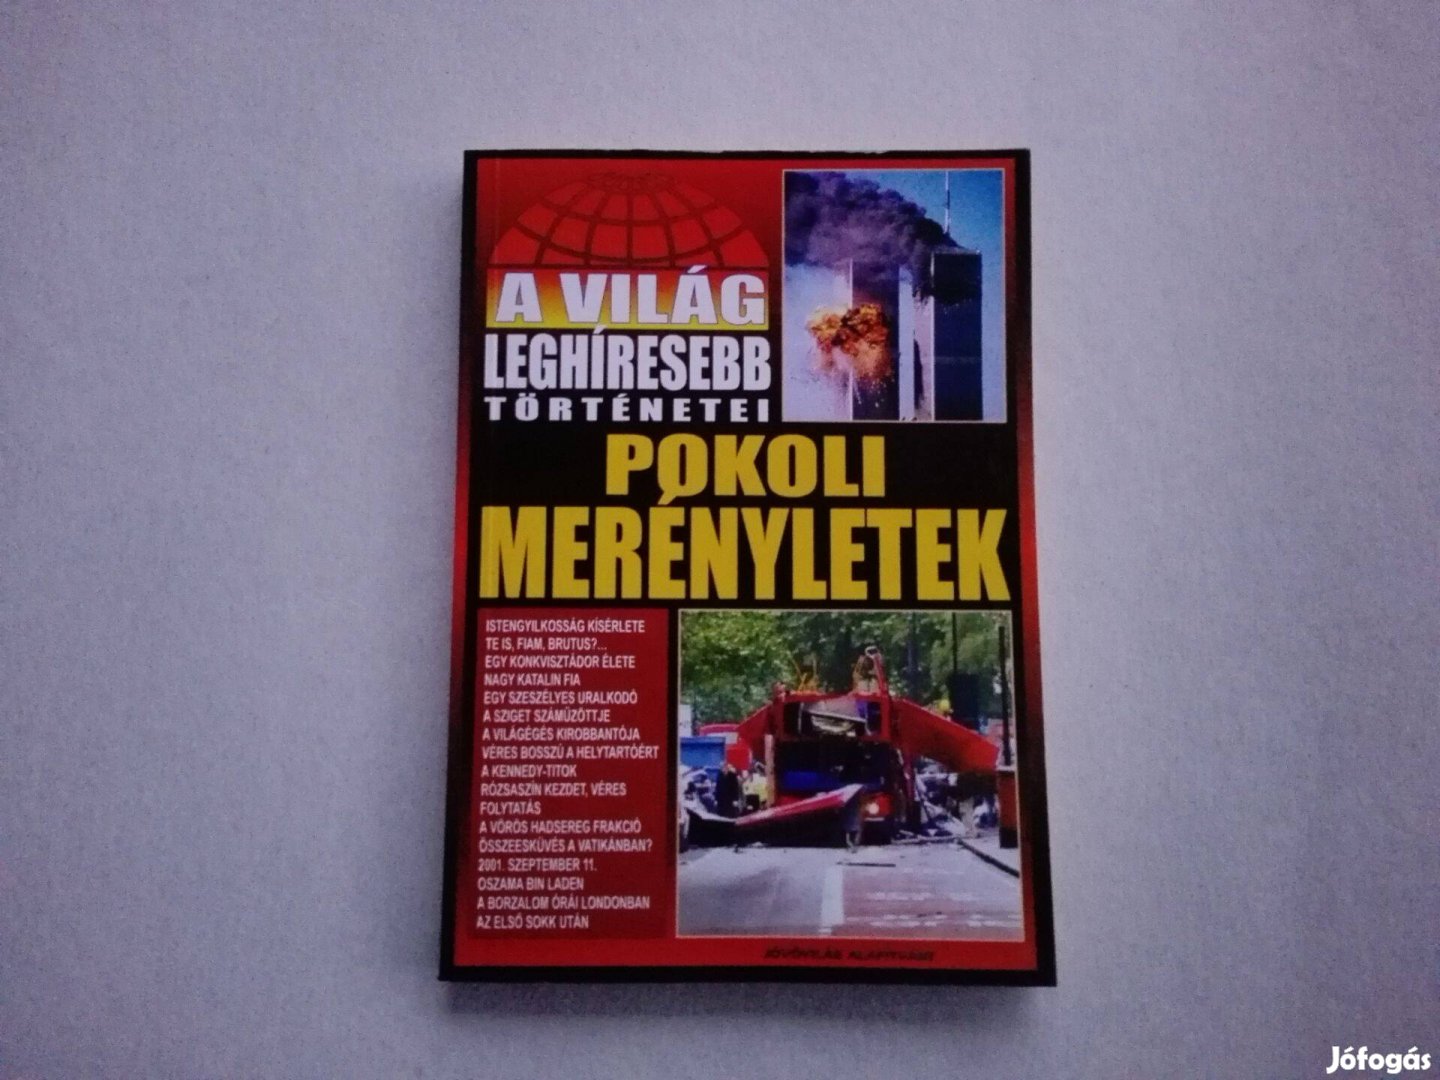 A VILÁG
LEGHÍRESEBB
TÖRTÉNETEI
POKOLI
MERÉNYLETEK
ISTENGYILKOSSÁG KÍSÉRLETE
TE IS, FIAM, BRUTUS?...
EGY KONKVISZTÁDOR ÉLETE
NAGY KATALIN FIA
EGY SZESZÉLYES URALKODÓ
A SZIGET SZÁMŰZÖTTJE
A VILÁGÉGÉS KIROBBANTÓJA
VÉRES BOSSZÚ A HELYTARTÓÉRT
A KENNEDY-TITOK
RÓZSASZÍN KEZDET, VÉRES
FOLYTATÁS
A VÖRÖS HADSEREG FRAKCIÓ
ÖSSZEESKÜVÉS A VATIKÁNBAN?
2001. SZEPTEMBER 11.
OSZAMA BIN LADEN
A BORZALOM ÓRÁI LONDONBAN
AZ ELSŐ SOKK UTÁN
JÖVŐVILÁG ALAPÍTVÁNY
Jófogás